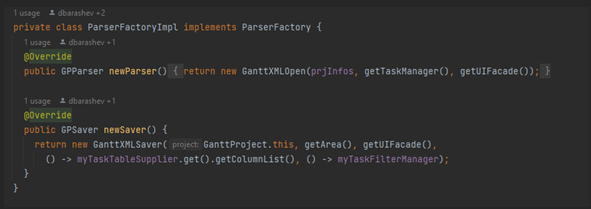 1 usage dbarashev +2
private class ParserFactoryImpl implements ParserFactory {
1 usage dbarashev +1
@Override
public GPParser newParser() { return new GanttXMLOpen(prjInfos, getTaskManager(), getUIFacade()); }
1 usage dbarashev +1
@Override
public GPSaver newSaver() {
return new GanttXMLSaver( project: GanttProject.this, getArea(), getUIFacade(),
() -> myTaskTableSupplier.get().getColumnList(), () -> myTaskFilterManager);
}
}